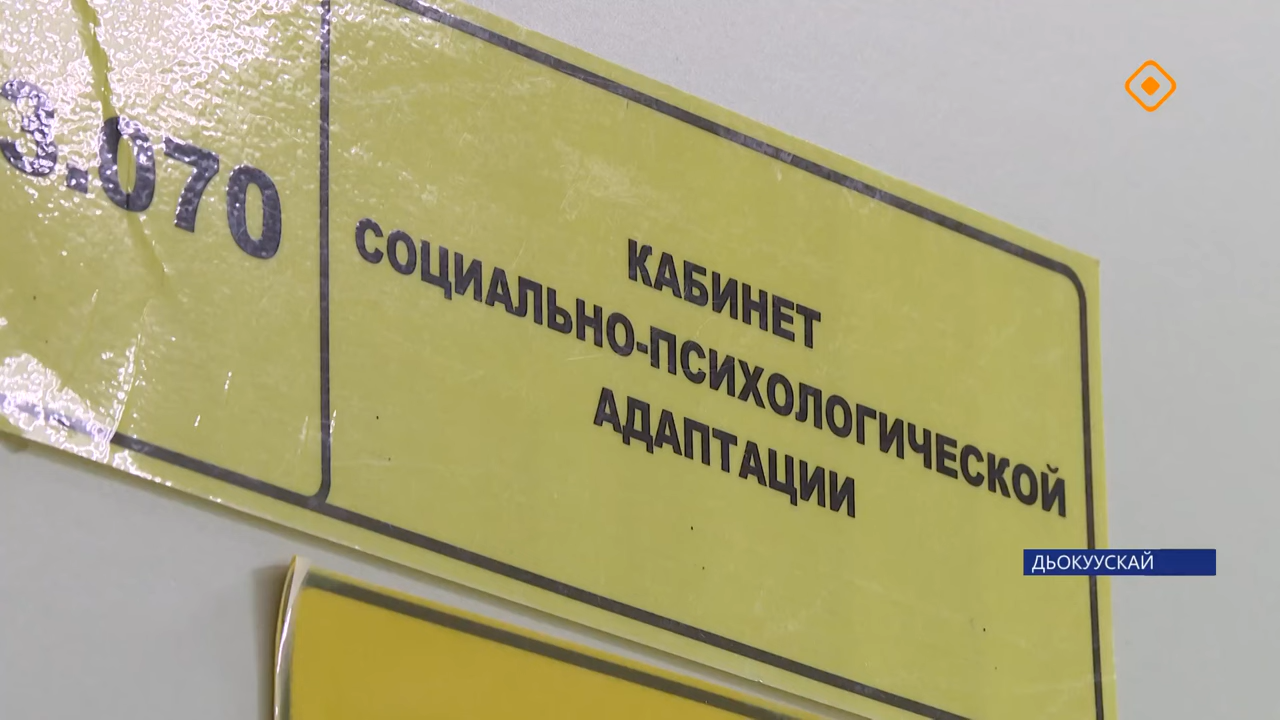 3.070
КАБИНЕТ
СОЦИАЛЬНО-ПСИХОЛОГИЧЕСКОЙ
АДАПТАЦИИ
ДЬОКУУСКАЙ